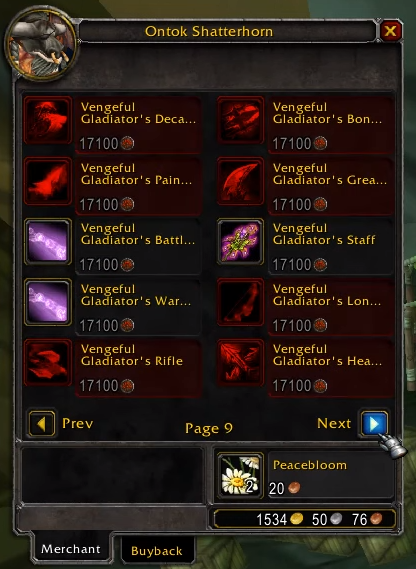 Ontok Shatterhorn
Vengeful
Gladiator's Deca...
17100
Vengeful
Gladiator's Bon...
17100
Vengeful
Gladiator's Pain...
17100
Vengeful
Gladiator's Grea...
17100
Vengeful
Gladiator's Battl...
17100
Vengeful
Gladiator's Staff
17100
Vengeful
Gladiator's War...
17100
Vengeful
Gladiator's Lon...
17100
Vengeful
Gladiator's Rifle
17100
Vengeful
Gladiator's Hea...
17100
Prev
Page 9
Next
2
Peacebloom
20
1534 50 76
Merchant
Buyback